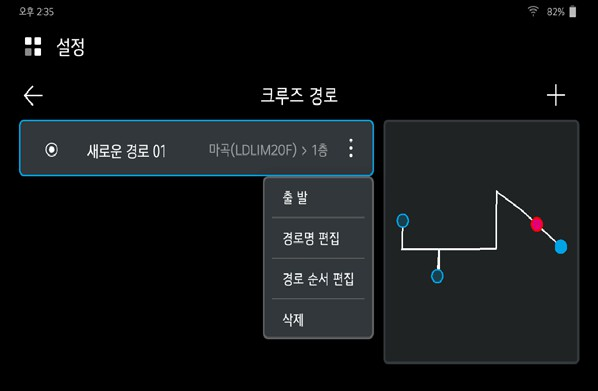 오후 2:35
82%
설정
크루즈 경로
새로운 경로 01 마곡(LDLIM20F) > 1층
출 발
경로명 편집
경로 순서 편집
삭제